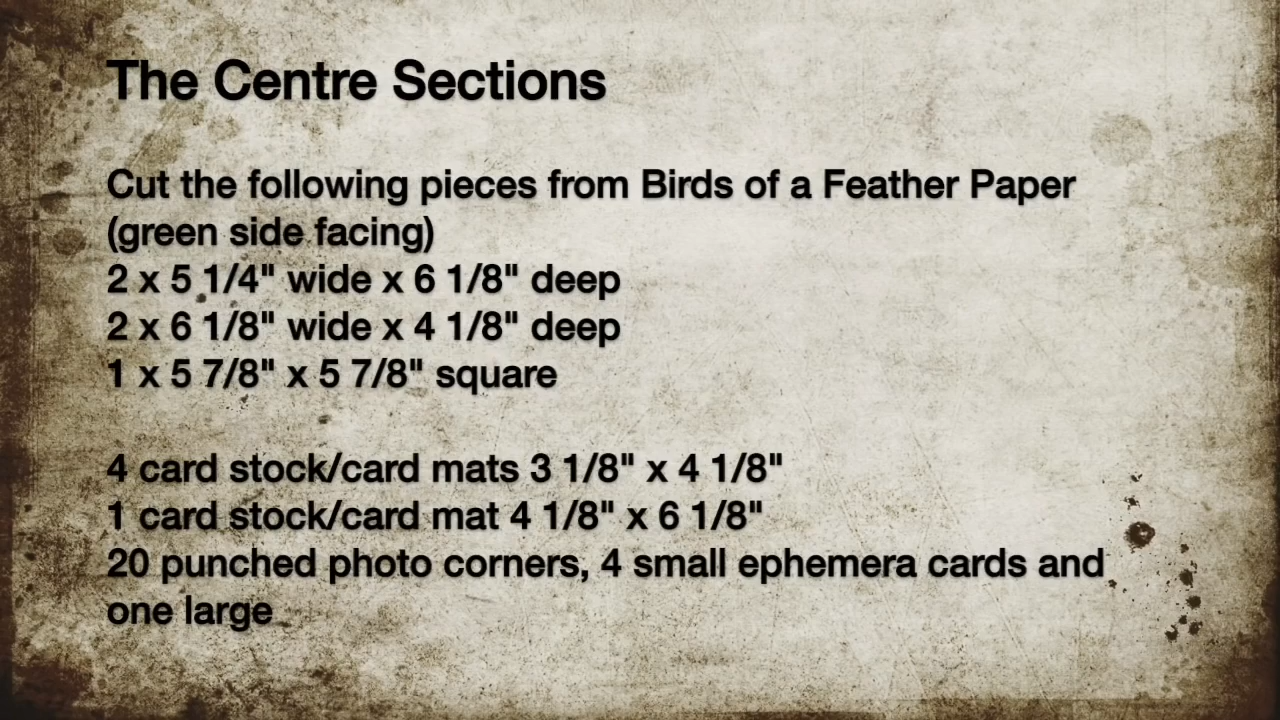 The Centre Sections
Cut the following pieces from Birds of a Feather Paper
(green side facing)
2 x 5 1/4" wide x 6 1/8" deep
2 x 6 1/8" wide x 4 1/8" deep
1 x 5 7/8" x 5 7/8" square
4 card stock/card mats 3 1/8" x 4 1/8"
1 card stock/card mat 4 1/8" x 6 1/8"
20 punched photo corners, 4 small ephemera cards and
one large